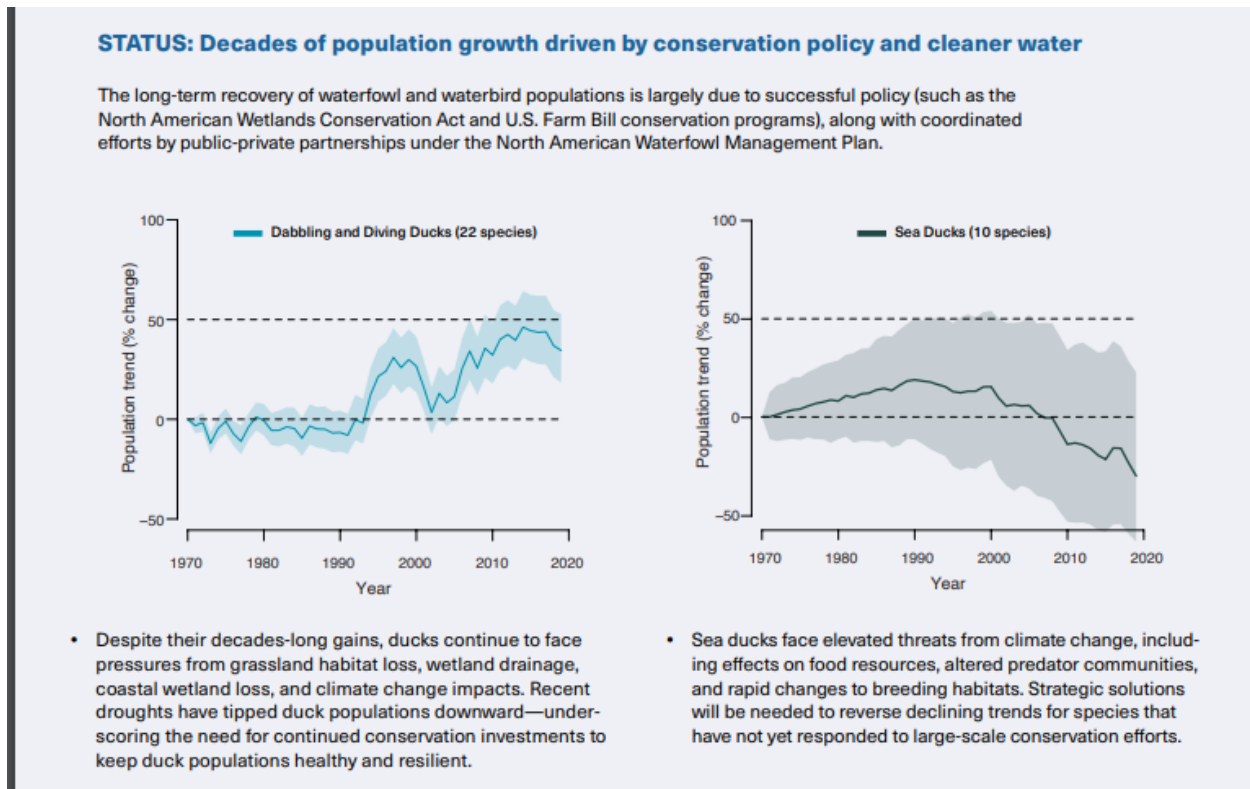 STATUS: Decades of population growth driven by conservation policy and cleaner water
The long-term recovery of waterfowl and waterbird populations is largely due to successful policy (such as the
North American Wetlands Conservation Act and U.S. Farm Bill conservation programs), along with coordinated
efforts by public-private partnerships under the North American Waterfowl Management Plan.
100
Dabbling and Diving Ducks (22 species)
Population trend (% change)
50
0
–50
1970 1980 1990 2000 2010 2020
Year
100
Sea Ducks (10 species)
Population trend (% change)
50
0
–50
1970 1980 1990 2000 2010 2020
Year
• Despite their decades-long gains, ducks continue to face
pressures from grassland habitat loss, wetland drainage,
coastal wetland loss, and climate change impacts. Recent
droughts have tipped duck populations downward—under-
scoring the need for continued conservation investments to
keep duck populations healthy and resilient.
• Sea ducks face elevated threats from climate change, includ-
ing effects on food resources, altered predator communities,
and rapid changes to breeding habitats. Strategic solutions
will be needed to reverse declining trends for species that
have not yet responded to large-scale conservation efforts.